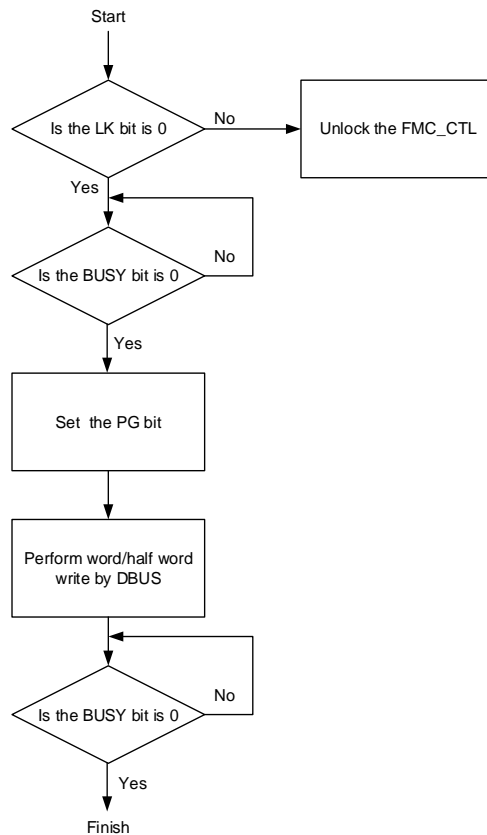 Start
Is the LK bit is 0
No
Unlock the FMC_CTL
Yes
Is the BUSY bit is 0
No
Yes
Set the PG bit
Perform word/half word
write by DBUS
Is the BUSY bit is 0
No
Yes
Finish